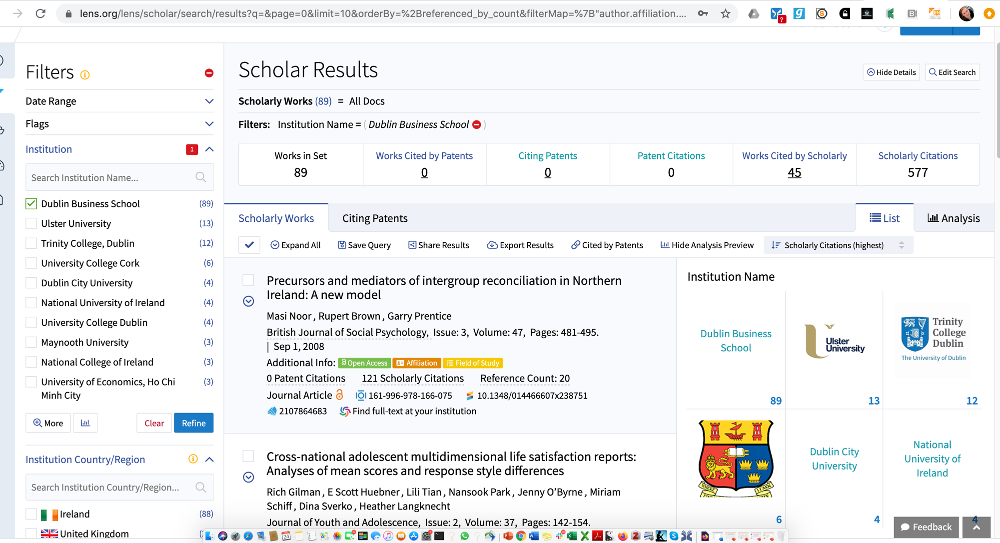 lens.org/lens/scholar/search/results?q=&page=0&limit=10&orderBy=%2Breferenced_by_count&filterMap=%7B"author.affiliation....
Filters
Date Range
Flags
Institution 1
Search Institution Name...
Dublin Business School (89)
Ulster University (13)
Trinity College, Dublin (12)
University College Cork (6)
Dublin City University (4)
National University of Ireland (4)
University College Dublin (4)
Maynooth University (3)
National College of Ireland (3)
University of Economics, Ho Chi (3)
Minh City
More Clear Refine
Institution Country/Region
Search Institution Country/Region...
Ireland (88)
United Kingdom
Scholar Results
Hide Details Edit Search
Scholarly Works (89) = All Docs
Filters: Institution Name = ( Dublin Business School )
Works in Set Works Cited by Patents Citing Patents Patent Citations Works Cited by Scholarly Scholarly Citations
89 0 0 0 45 577
Scholarly Works Citing Patents List Analysis
Expand All Save Query Share Results Export Results Cited by Patents Hide Analysis Preview Scholarly Citations (highest)
Precursors and mediators of intergroup reconciliation in Northern
Ireland: A new model
Masi Noor , Rupert Brown , Garry Prentice
British Journal of Social Psychology, Issue: 3, Volume: 47, Pages: 481-495.
| Sep 1, 2008
Additional Info: Open Access Affiliation Field of Study
0 Patent Citations 121 Scholarly Citations Reference Count: 20
Journal Article 161-996-978-166-075 10.1348/014466607x238751
2107864683 Find full-text at your institution
Cross-national adolescent multidimensional life satisfaction reports:
Analyses of mean scores and response style differences
Rich Gilman , E Scott Huebner , Lili Tian , Nansook Park , Jenny O'Byrne , Miriam
Schiff , Dina Sverko , Heather Langknecht
Journal of Youth and Adolescence, Issue: 2, Volume: 37, Pages: 142-154.
Institution Name
Dublin Business
School
89
Ulster
University
13
Trinity
College
Dublin
The University of Dublin
12
WHERE LEARN
6
Dublin City
University
4
National
University of
Ireland
4
Feedback